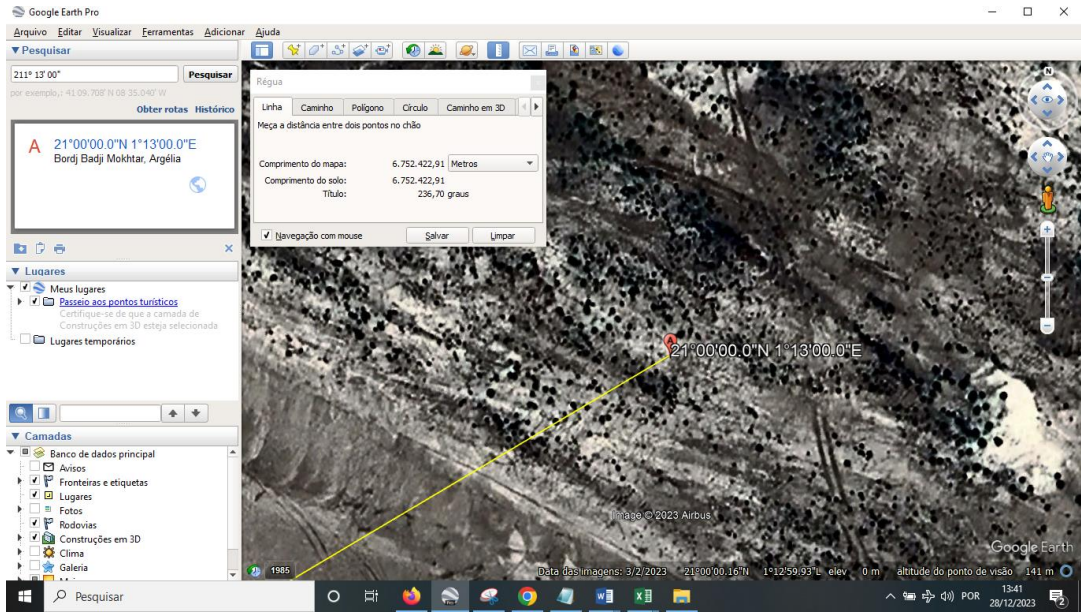 Google Earth Pro
Arquivo Editar Visualizar Ferramentas Adicionar Ajuda
Pesquisar
211º 13' 00"
Pesquisar
por exemplo,: 41 09.708' N 08 35.040' W
Obter rotas Histórico
A
21°00'00.0"N 1°13'00.0"E
Bordj Badji Mokhtar, Argélia
Lugares
Meus lugares
Passeio aos pontos turísticos
Certifique-se de que a camada de
Construções em 3D esteja selecionada
Lugares temporários
Camadas
Banco de dados principal
Avisos
Fronteiras e etiquetas
Lugares
Fotos
Rodovias
Construções em 3D
Clima
Galeria
Régua
Linha Caminho Polígono Círculo Caminho em 3D
Meça a distância entre dois pontos no chão
Comprimento do mapa: 6.752.422,91 Metros
Comprimento do solo: 6.752.422,91
Título: 236,70 graus
Navegação com mouse Salvar Limpar
N
A
21°00'00.0"N 1°13'00.0"E
Image © 2023 Airbus
Google Earth
1985
Data das imagens: 3/2/2023 21°00'00.16"N 1°12'59.93"L elev 0 m altitude do ponto de visão 141 m
Pesquisar
POR
13:41
28/12/2023
2